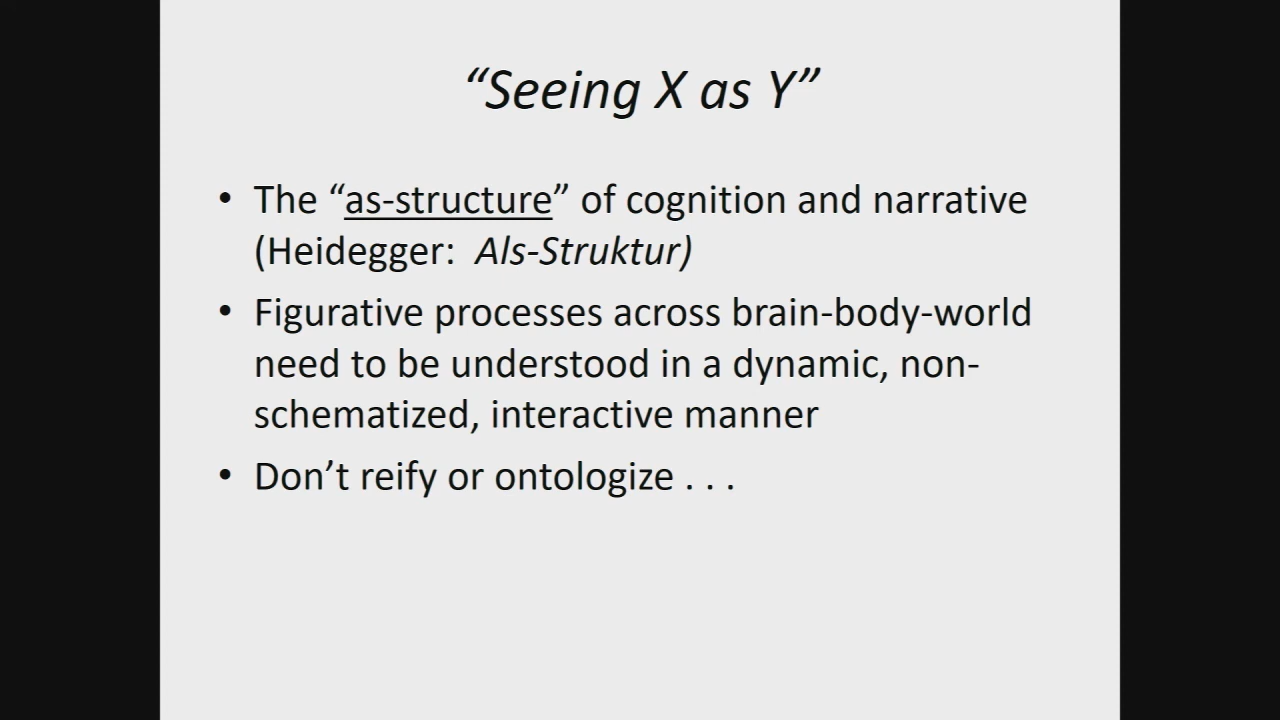 “Seeing X as Y”
• The “as-structure” of cognition and narrative
(Heidegger:  Als-Struktur)
• Figurative processes across brain-body-world
need to be understood in a dynamic, non-
schematized, interactive manner
• Don’t reify or ontologize . . .